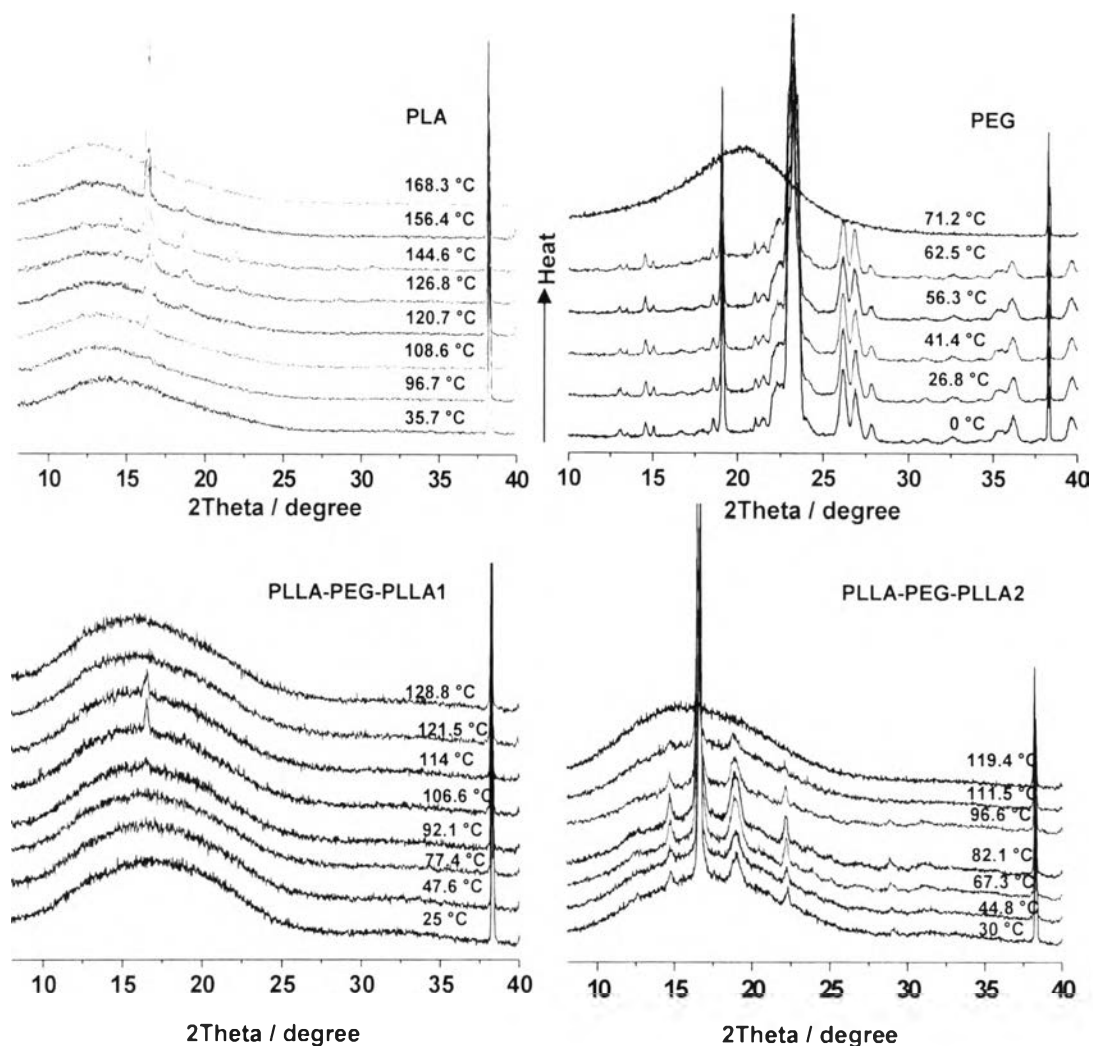 PLA
168.3 °C
156.4 °C
144.6 °C
126.8 °C
120.7 °C
108.6 °C
96.7 °C
35.7 °C
10 15 20 25 30 35 40
2Theta / degree
Heat
PEG
71.2 °C
62.5 °C
56.3 °C
41.4 °C
26.8 °C
0 °C
10 15 20 25 30 35 40
2Theta / degree
PLLA-PEG-PLLA1
128.8 °C
121.5 °C
114 °C
106.6 °C
92.1 °C
77.4 °C
47.6 °C
25 °C
10 15 20 25 30 35 40
2Theta / degree
PLLA-PEG-PLLA2
119.4 °C
111.5 °C
96.6 °C
82.1 °C
67.3 °C
44.8 °C
30 °C
10 15 20 25 30 35 40
2Theta / degree